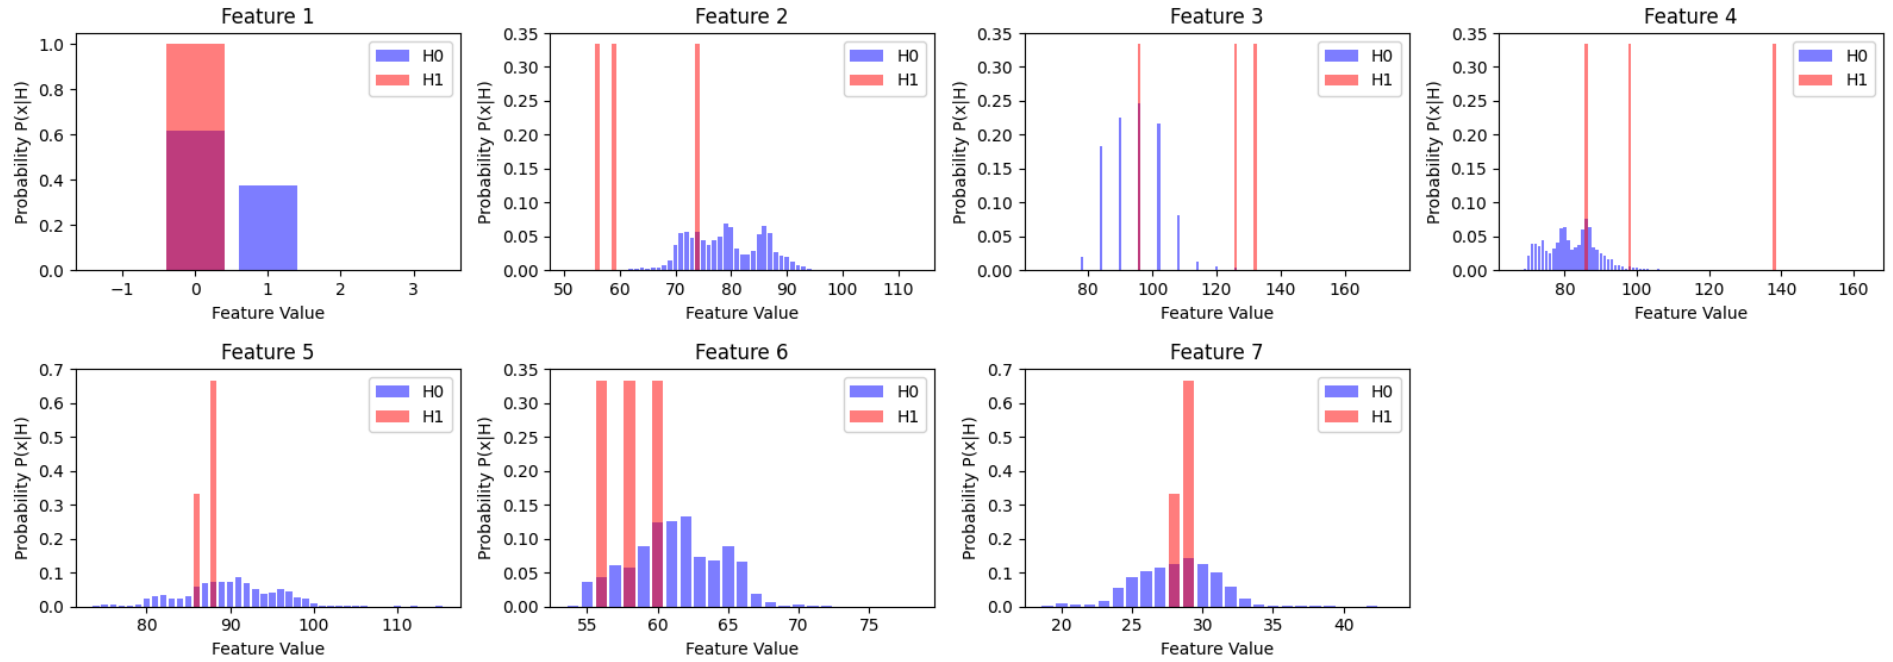 Feature 1
Probability P(x|H)
1.0
0.8
0.6
0.4
0.2
0.0
H0
H1
−1 0 1 2 3
Feature Value
Feature 2
Probability P(x|H)
0.35
0.30
0.25
0.20
0.15
0.10
0.05
0.00
H0
H1
50 60 70 80 90 100 110
Feature Value
Feature 3
Probability P(x|H)
0.35
0.30
0.25
0.20
0.15
0.10
0.05
0.00
H0
H1
80 100 120 140 160
Feature Value
Feature 4
Probability P(x|H)
0.35
0.30
0.25
0.20
0.15
0.10
0.05
0.00
H0
H1
80 100 120 140 160
Feature Value
Feature 5
Probability P(x|H)
0.7
0.6
0.5
0.4
0.3
0.2
0.1
0.0
H0
H1
80 90 100 110
Feature Value
Feature 6
Probability P(x|H)
0.35
0.30
0.25
0.20
0.15
0.10
0.05
0.00
H0
H1
55 60 65 70 75
Feature Value
Feature 7
Probability P(x|H)
0.7
0.6
0.5
0.4
0.3
0.2
0.1
0.0
H0
H1
20 25 30 35 40
Feature Value